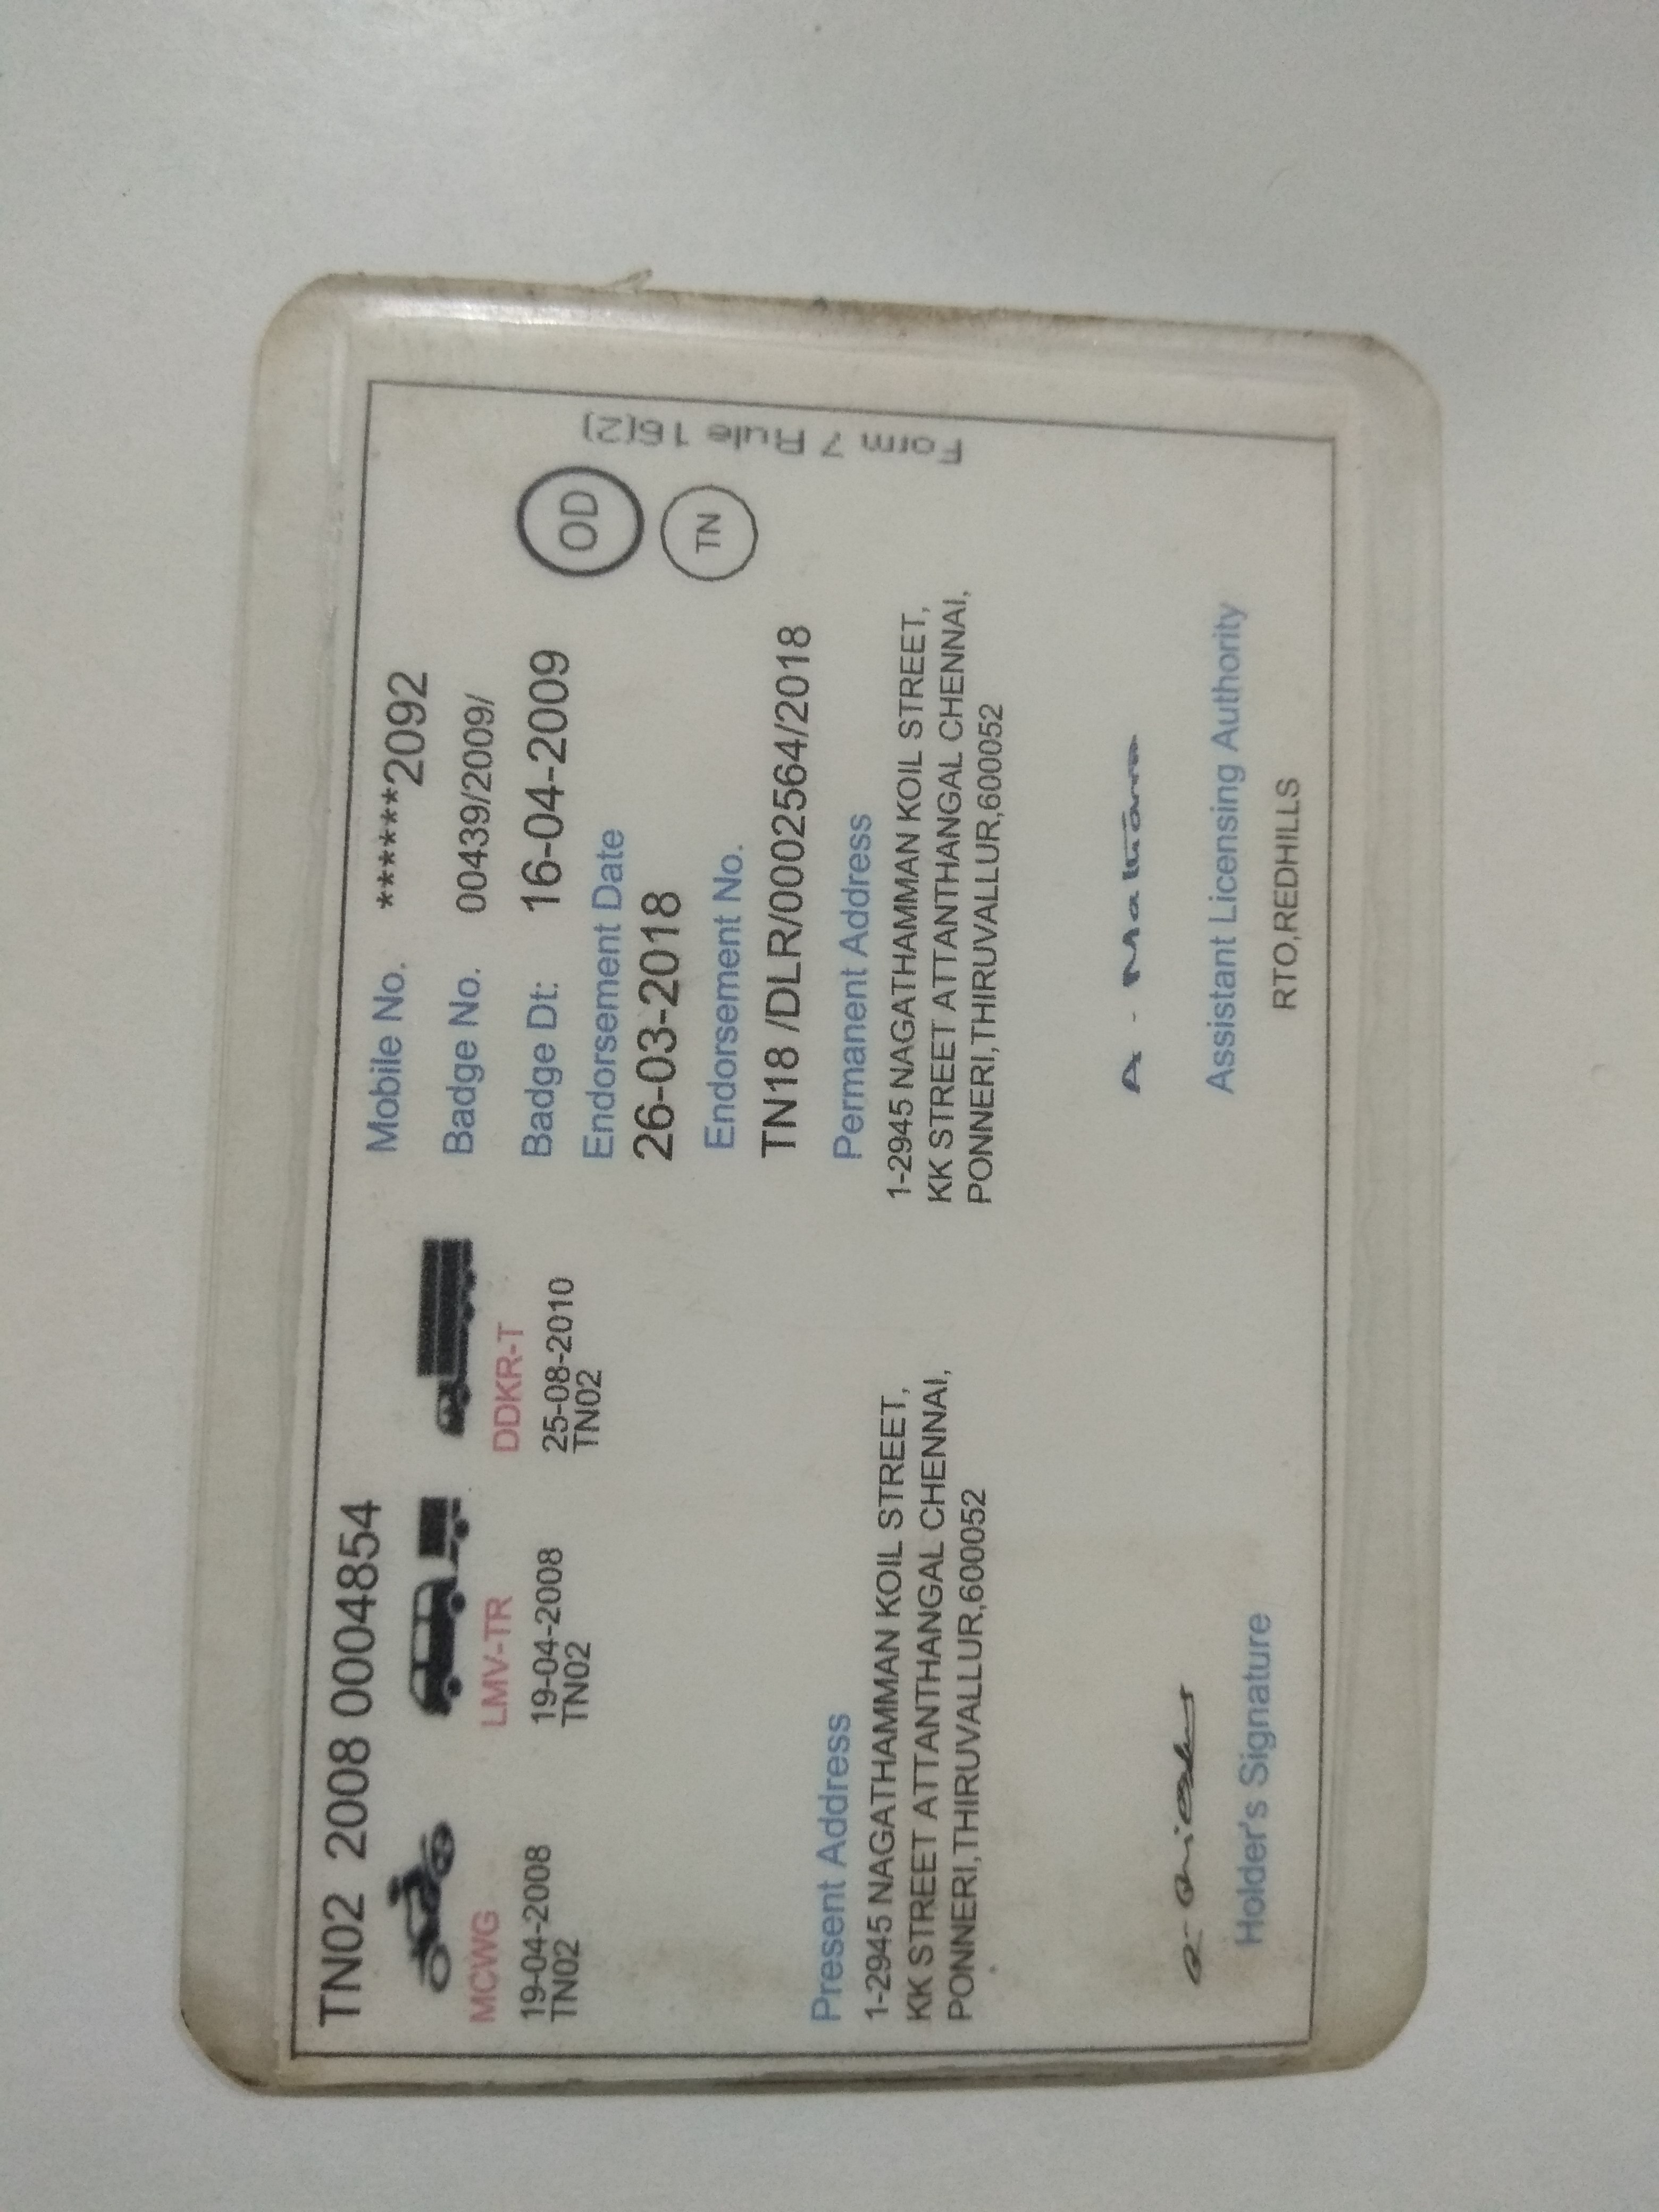 TN02 2008 0004854
MCWG
19-04-2008
TN02
LMV-TR
19-04-2008
TN02
DDKR-T
25-08-2010
TN02
Mobile No. ******2092
Badge No. 00439/2009/
Badge Dt: 16-04-2009
Endorsement Date
26-03-2018
Endorsement No.
TN18 /DLR/0002564/2018
OD
TN
Form 7 Rule 16(2)
Present Address
1-2945 NAGATHAMMAN KOIL STREET,
KK STREET ATTANTHANGAL CHENNAI,
PONNERI,THIRUVALLUR,600052
Permanent Address
1-2945 NAGATHAMMAN KOIL STREET,
KK STREET ATTANTHANGAL CHENNAI,
PONNERI,THIRUVALLUR,600052
Holder's Signature
Assistant Licensing Authority
RTO,REDHILLS